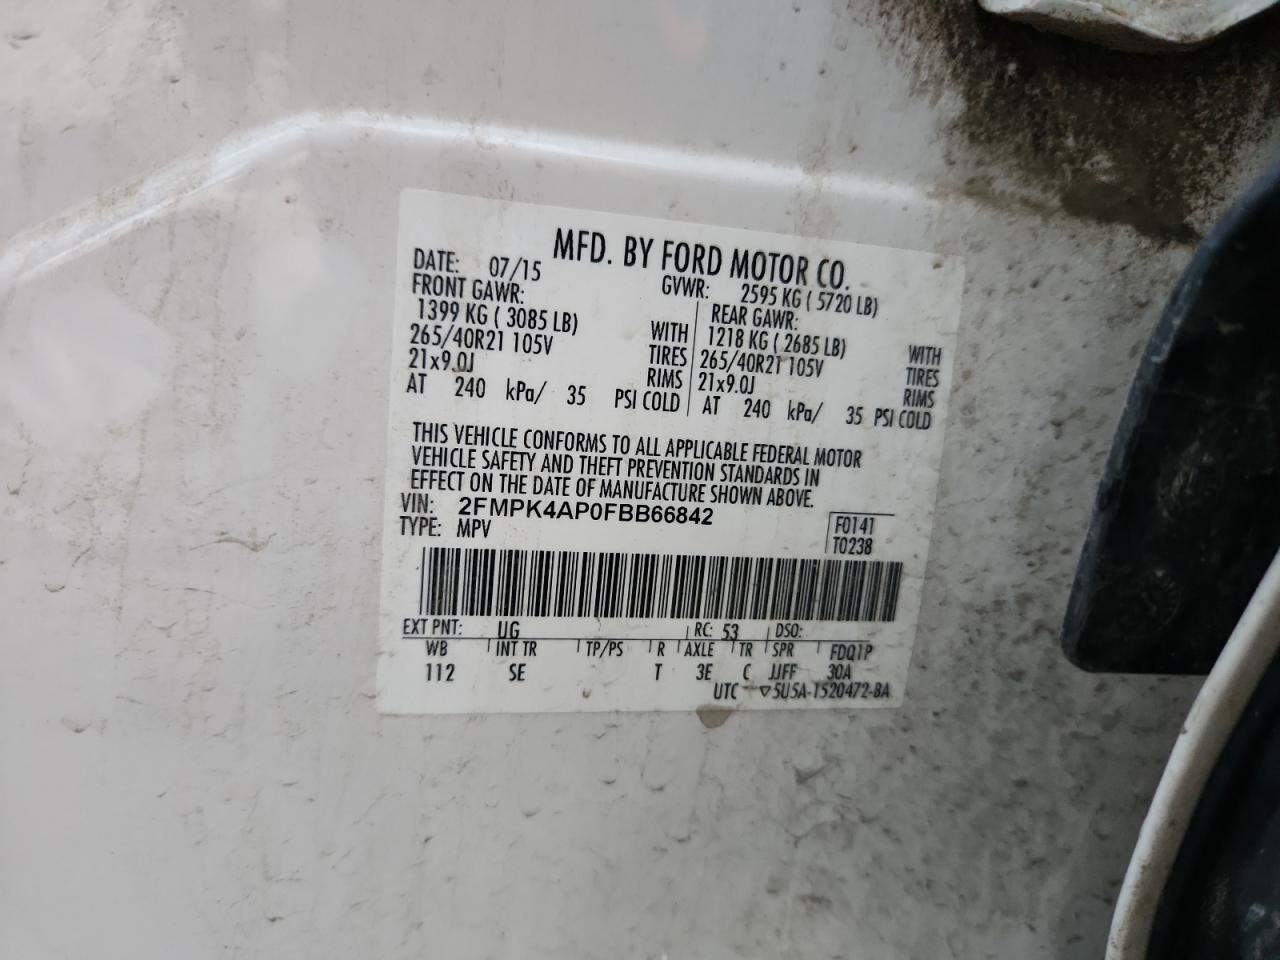 MFD. BY FORD MOTOR CO.
DATE: 07/15
GVWR: 2595 KG ( 5720 LB)
FRONT GAWR:
1399 KG ( 3085 LB) WITH
265/40R21 105V TIRES
21x9.0J RIMS
AT 240 kPa/ 35 PSI COLD
REAR GAWR:
1218 KG ( 2685 LB) WITH
265/40R21 105V TIRES
21x9.0J RIMS
AT 240 kPa/ 35 PSI COLD
THIS VEHICLE CONFORMS TO ALL APPLICABLE FEDERAL MOTOR
VEHICLE SAFETY AND THEFT PREVENTION STANDARDS IN
EFFECT ON THE DATE OF MANUFACTURE SHOWN ABOVE.
VIN: 2FMPK4AP0FBB66842
TYPE: MPV
F0141
T0238
EXT PNT: UG RC: 53 DSO:
WB INT TR TP/PS R AXLE TR SPR FDQ1P
112 SE T 3E C JJFF 30A
UTC ▽5U5A-1520472-BA